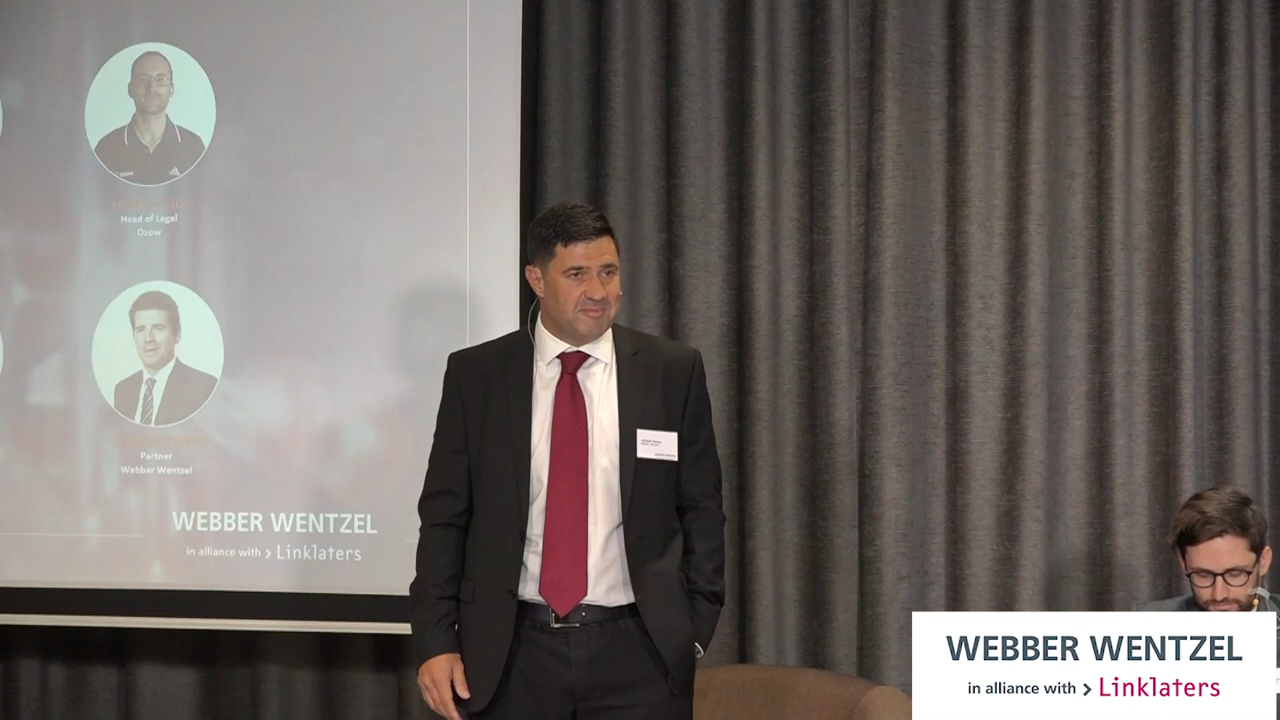 Head of Legal
Ozow
Partner
Webber Wentzel
WEBBER WENTZEL
in alliance with > Linklaters
WEBBER WENTZEL
in alliance with > Linklaters